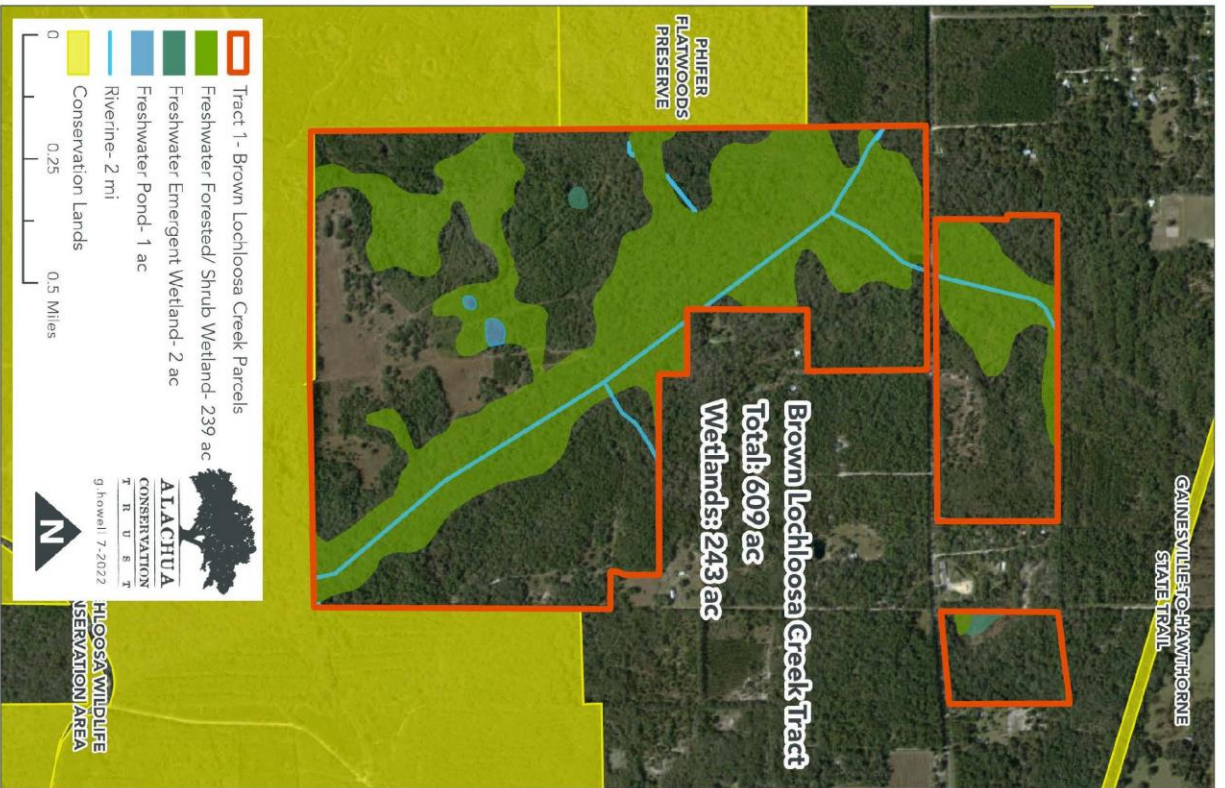 PHIFER
FLATWOODS
PRESERVE
GAINESVILLE-TO-HAWTHORNE
STATE TRAIL
Brown Lochloosa Creek Tract
Total: 609 ac
Wetlands: 243 ac
HLOOSA WILDLIFE
NSERVATION AREA
Tract 1 - Brown Lochloosa Creek Parcels
Freshwater Forested/ Shrub Wetland- 239 ac
Freshwater Emergent Wetland- 2 ac
Freshwater Pond- 1 ac
Riverine- 2 mi
Conservation Lands
0 0.25 0.5 Miles
ALACHUA
CONSERVATION
TRUST
g.howell 7-2022
N